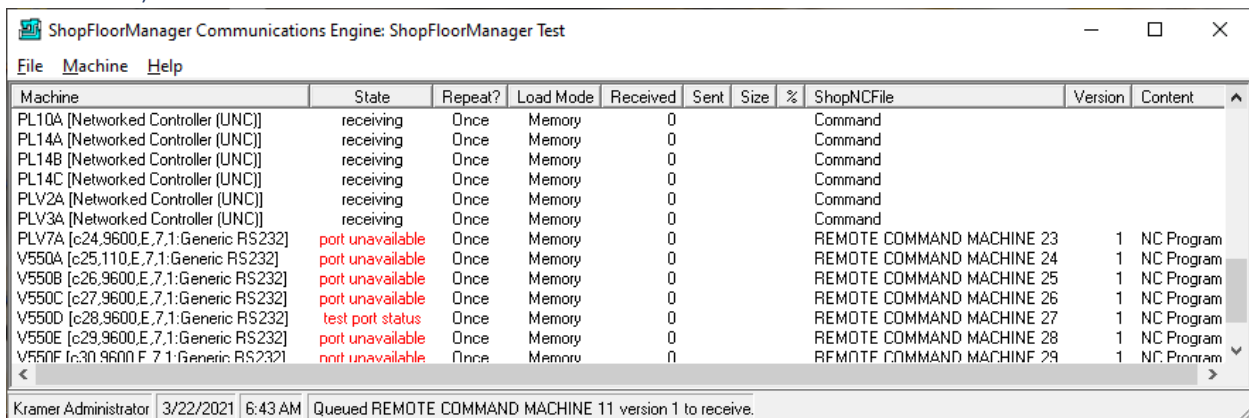 ShopFloorManager Communications Engine: ShopFloorManager Test
File Machine Help
Machine State Repeat? Load Mode Received Sent Size % ShopNCFile Version Content
PL10A [Networked Controller (UNC)] receiving Once Memory 0 Command
PL14A [Networked Controller (UNC)] receiving Once Memory 0 Command
PL14B [Networked Controller (UNC)] receiving Once Memory 0 Command
PL14C [Networked Controller (UNC)] receiving Once Memory 0 Command
PLV2A [Networked Controller (UNC)] receiving Once Memory 0 Command
PLV3A [Networked Controller (UNC)] receiving Once Memory 0 Command
PLV7A [c24,9600,E,7,1:Generic RS232] port unavailable Once Memory 0 REMOTE COMMAND MACHINE 23 1 NC Program
V550A [c25,110,E,7,1:Generic RS232] port unavailable Once Memory 0 REMOTE COMMAND MACHINE 24 1 NC Program
V550B [c26,9600,E,7,1:Generic RS232] port unavailable Once Memory 0 REMOTE COMMAND MACHINE 25 1 NC Program
V550C [c27,9600,E,7,1:Generic RS232] port unavailable Once Memory 0 REMOTE COMMAND MACHINE 26 1 NC Program
V550D [c28,9600,E,7,1:Generic RS232] test port status Once Memory 0 REMOTE COMMAND MACHINE 27 1 NC Program
V550E [c29,9600,E,7,1:Generic RS232] port unavailable Once Memory 0 REMOTE COMMAND MACHINE 28 1 NC Program
V550F [c30,9600,E,7,1:Generic RS232] port unavailable Once Memory 0 REMOTE COMMAND MACHINE 29 1 NC Program
Kramer Administrator 3/22/2021 6:43 AM Queued REMOTE COMMAND MACHINE 11 version 1 to receive.